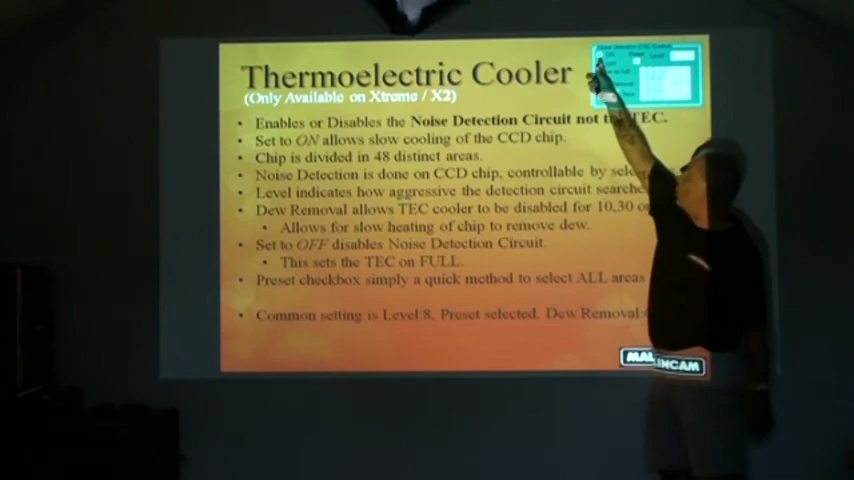 Thermoelectric Cooler
(Only Available on Xtreme / X2)
• Enables or Disables the Noise Detection Circuit not TEC.
• Set to ON allows slow cooling of the CCD chip.
• Chip is divided in 48 distinct areas.
• Noise Detection is done on CCD chip, controllable by
• Level indicates how aggressive the detection circuit
• Dew Removal allows TEC cooler to be disabled for 10,30
• Allows for slow heating of chip to remove dew.
• Set to OFF disables Noise Detection Circuit.
• This sets the TEC on FULL.
• Preset checkbox simply a quick method to select ALL areas
• Common setting is Level:8, Preset selected, Dew Removal:
MALLINCAM